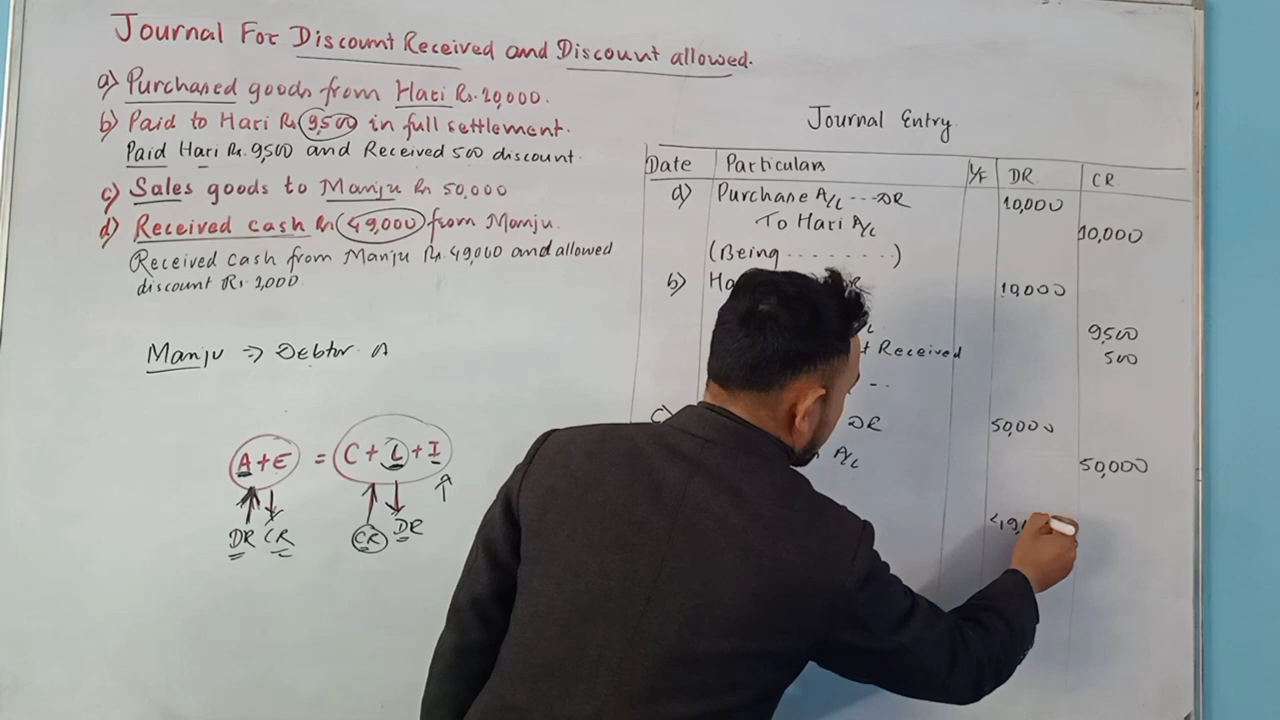 Journal For Discount Received and Discount allowed.
a) Purchased goods from Hari Rs. 10,000.
b) Paid to Hari Rs 9,500 in full settlement.
Paid Hari Rs. 9,500 and Received 500 discount.
c) Sales goods to Manju Rs 50,000
d) Received cash Rs 49,000 from Manju.
Received cash from Manju Rs. 49,000 and allowed
discount Rs. 1,000.
Manju => Debtor. A
A+E = C+L+I
DR CR CR DR
Journal Entry
Date Particulars L/F DR. CR.
a) Purchase A/c ---DR 10,000
To Hari A/c 10,000
(Being .......)
b) 10,000
9,500
Received 500
c) DR 50,000
A/c 50,000